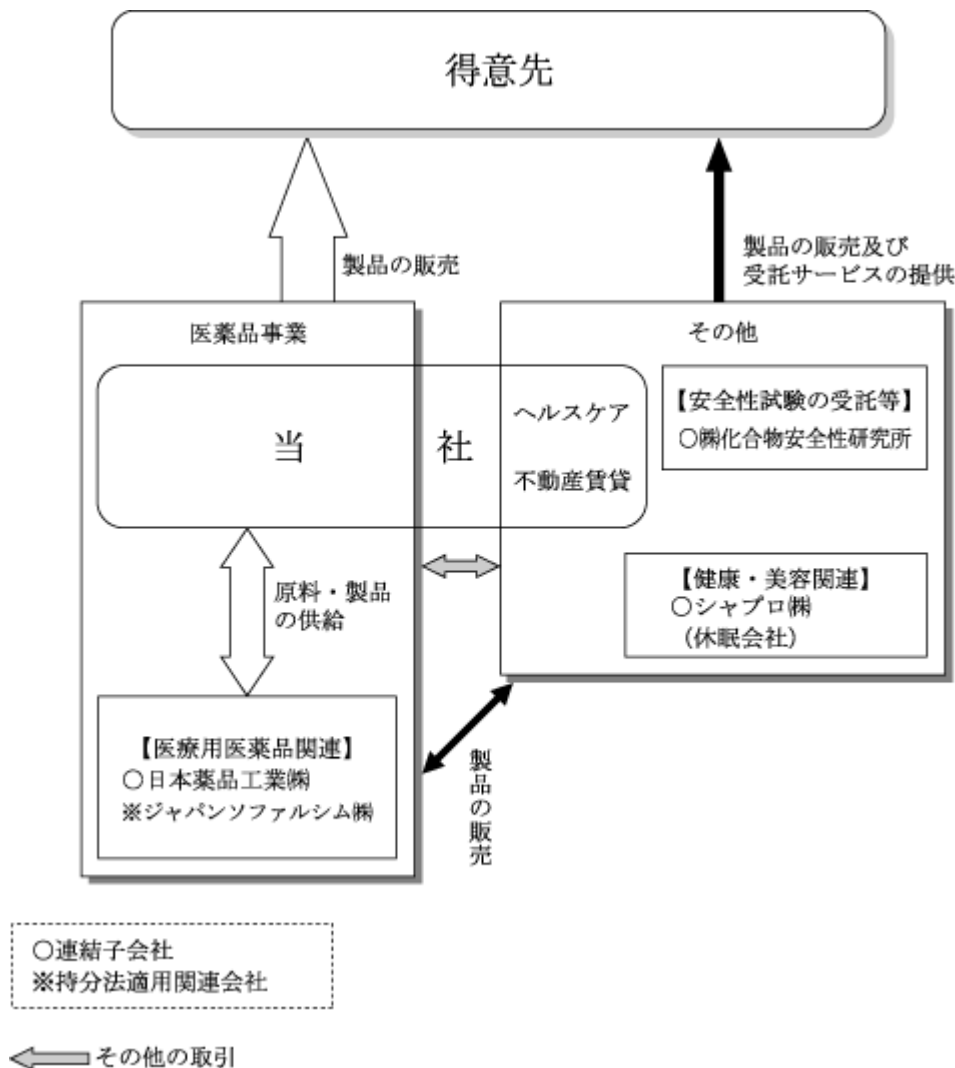 得意先
製品の販売
製品の販売及び
受託サービスの提供
医薬品事業
その他
当社
ヘルスケア
不動産賃貸
【安全性試験の受託等】
○㈱化合物安全性研究所
原料・製品
の供給
【健康・美容関連】
○シャプロ㈱
(休眠会社)
【医療用医薬品関連】
○日本薬品工業㈱
※ジャパンソファルシム㈱
製品の販売
○連結子会社
※持分法適用関連会社
その他の取引